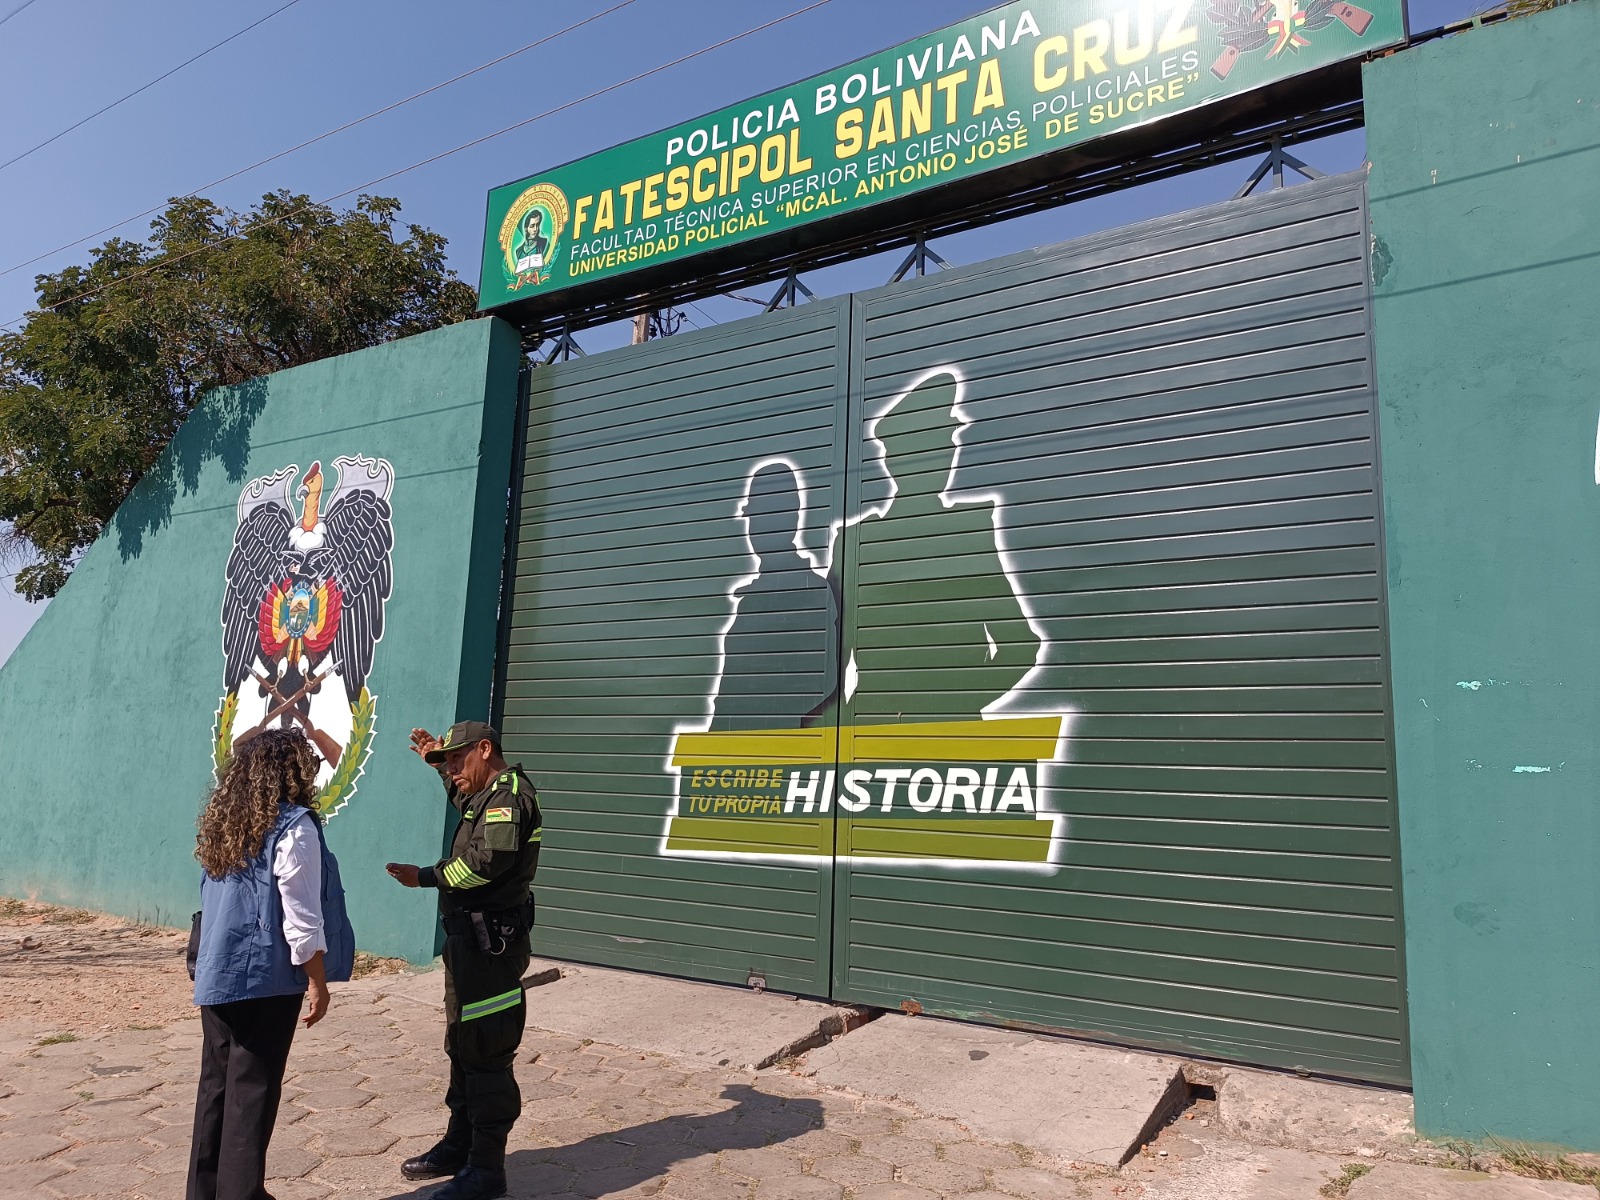 POLICIA BOLIVIANA
FATESCIPOL SANTA CRUZ
FACULTAD TÉCNICA SUPERIOR EN CIENCIAS POLICIALES
UNIVERSIDAD POLICIAL “MCAL. ANTONIO JOSÉ DE SUCRE”
ESCRIBE
TU PROPIA
HISTORIA